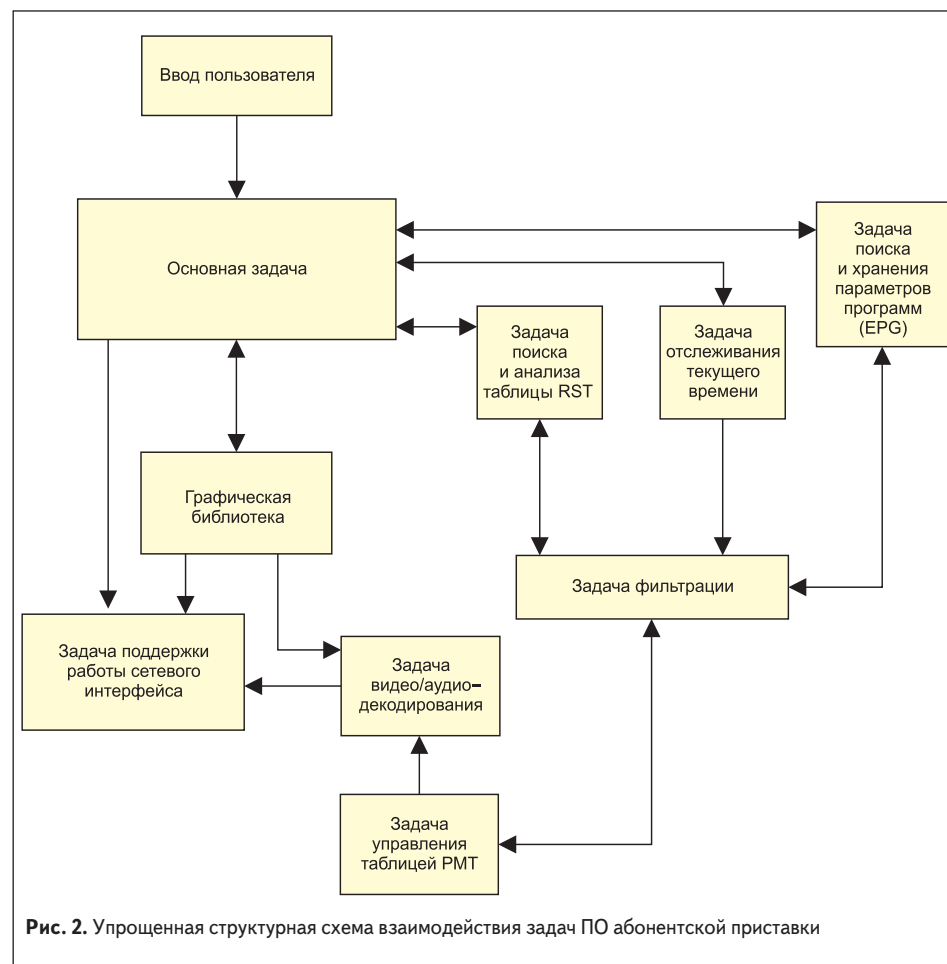 Ввод пользователя
Основная задача
Задача
поиска
и хранения
параметров
программ
(EPG)
Задача
поиска
и анализа
таблицы RST
Задача
отслеживания
текущего
времени
Графическая
библиотека
Задача фильтрации
Задача поддержки
работы сетевого
интерфейса
Задача
видео/аудио–
декодирования
Задача
управления
таблицей PMT
Рис. 2. Упрощенная структурная схема взаимодействия задач ПО абонентской приставки